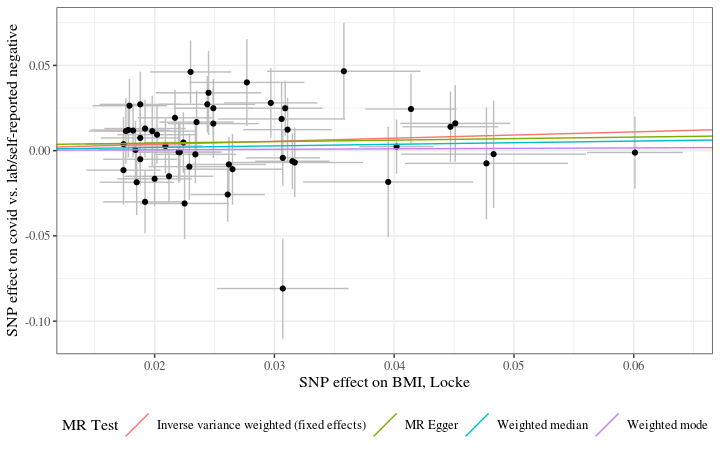 SNP effect on covid vs. lab/self-reported negative
0.05
0.00
-0.05
-0.10
0.02
0.03
0.04
0.05
0.06
SNP effect on BMI, Locke
MR Test
Inverse variance weighted (fixed effects)
MR Egger
Weighted median
Weighted mode